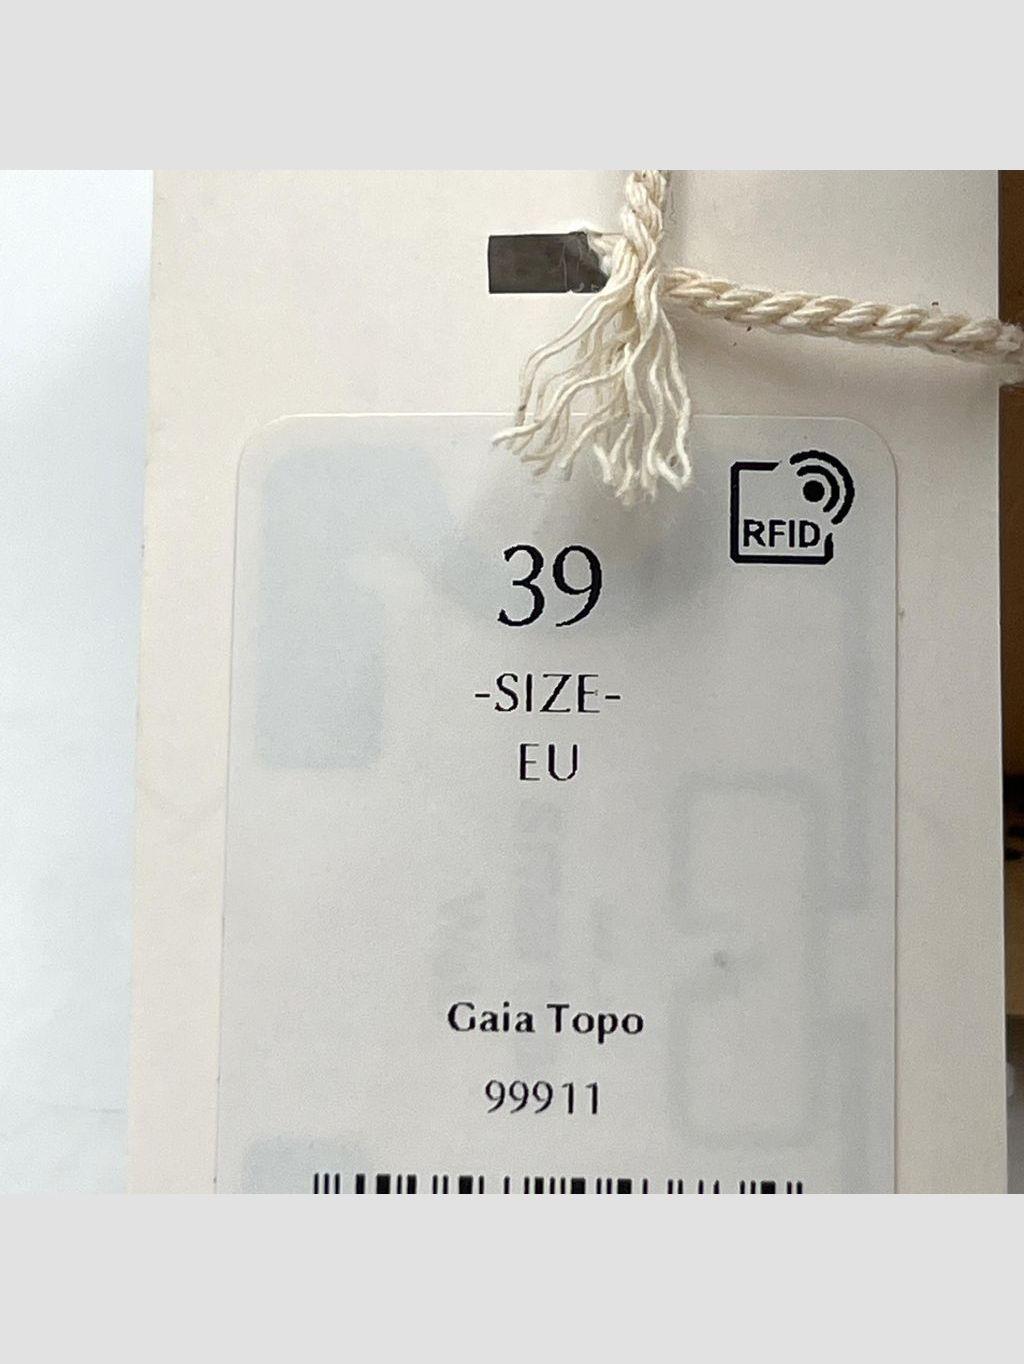 RFID
39
-SIZE-
EU
Gaia Topo
99911